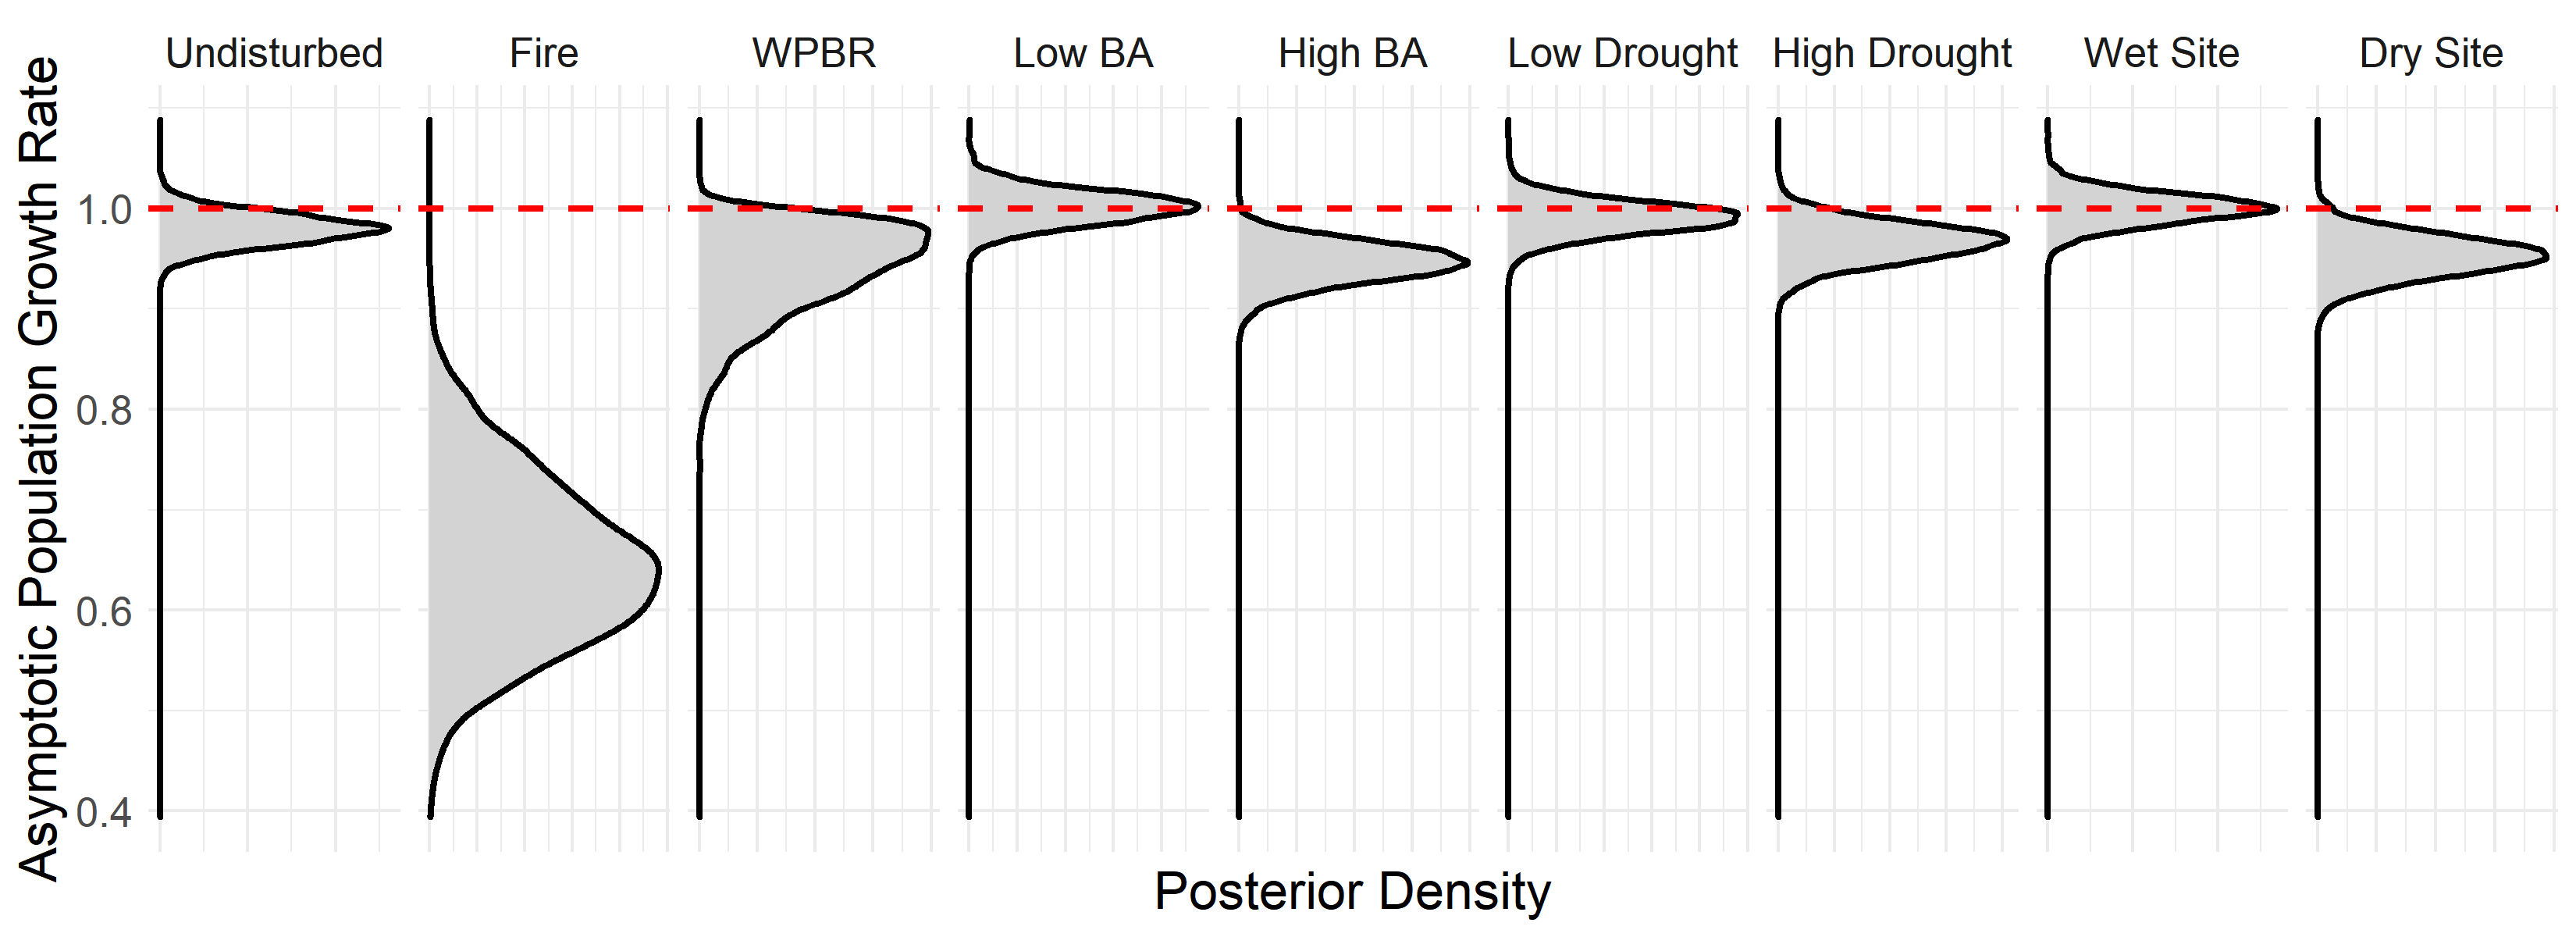 Undisturbed Fire WPBR Low BA High BA Low Drought High Drought Wet Site Dry Site
Asymptotic Population Growth Rate
1.0
0.8
0.6
0.4
Posterior Density